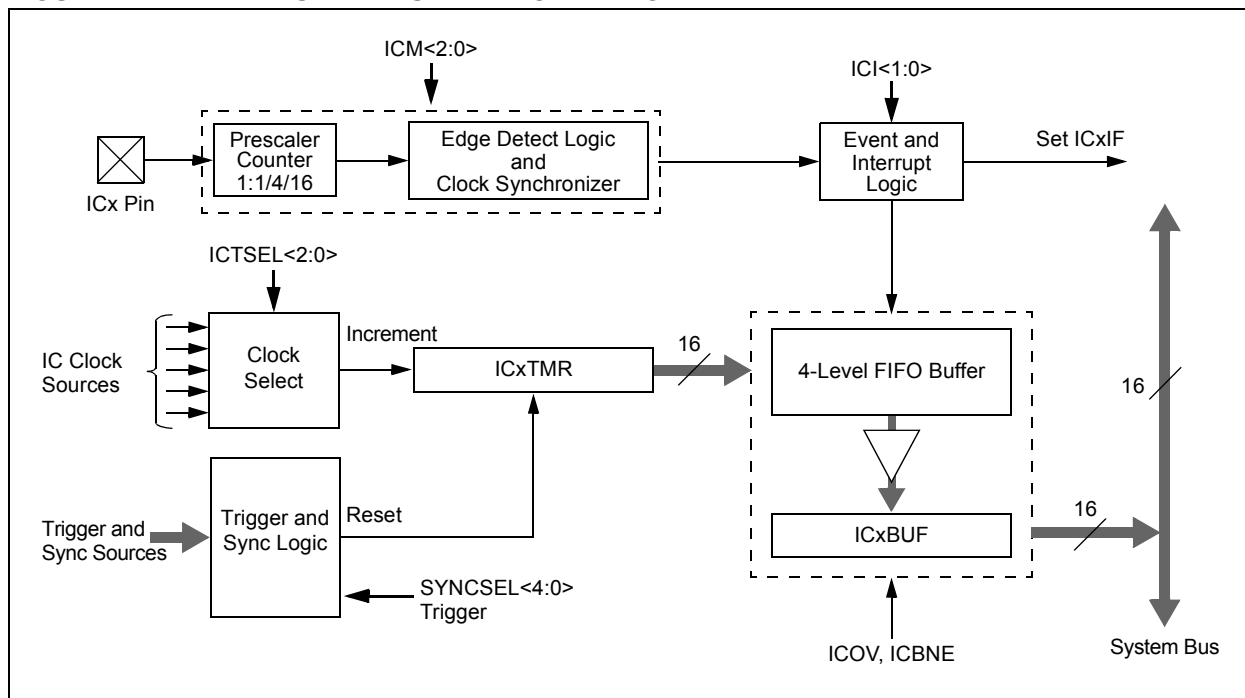 ICM<2:0>
ICI<1:0>
Prescaler
Counter
1:1/4/16
Edge Detect Logic
and
Clock Synchronizer
Event and
Interrupt
Logic
Set ICxIF
ICx Pin
ICTSEL<2:0>
IC Clock
Sources
Clock
Select
Increment
ICxTMR
16
4-Level FIFO Buffer
16
Trigger and
Sync Sources
Trigger and
Sync Logic
Reset
ICxBUF
16
SYNCSEL<4:0>
Trigger
ICOV, ICBNE
System Bus